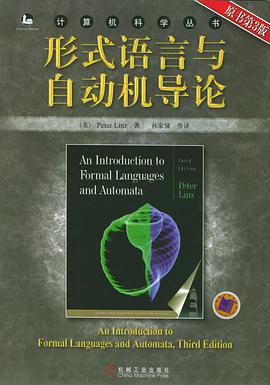 计算机科学丛书
原书第3版
形式语言与
自动机导论
(美) Peter Linz 著 孙家骕 等译
An Introduction to
Formal Languages
and Automata
Third
Edition
Peter
Linz
An Introduction to
Formal Languages and Automata, Third Edition
机械工业出版社
China Machine Press